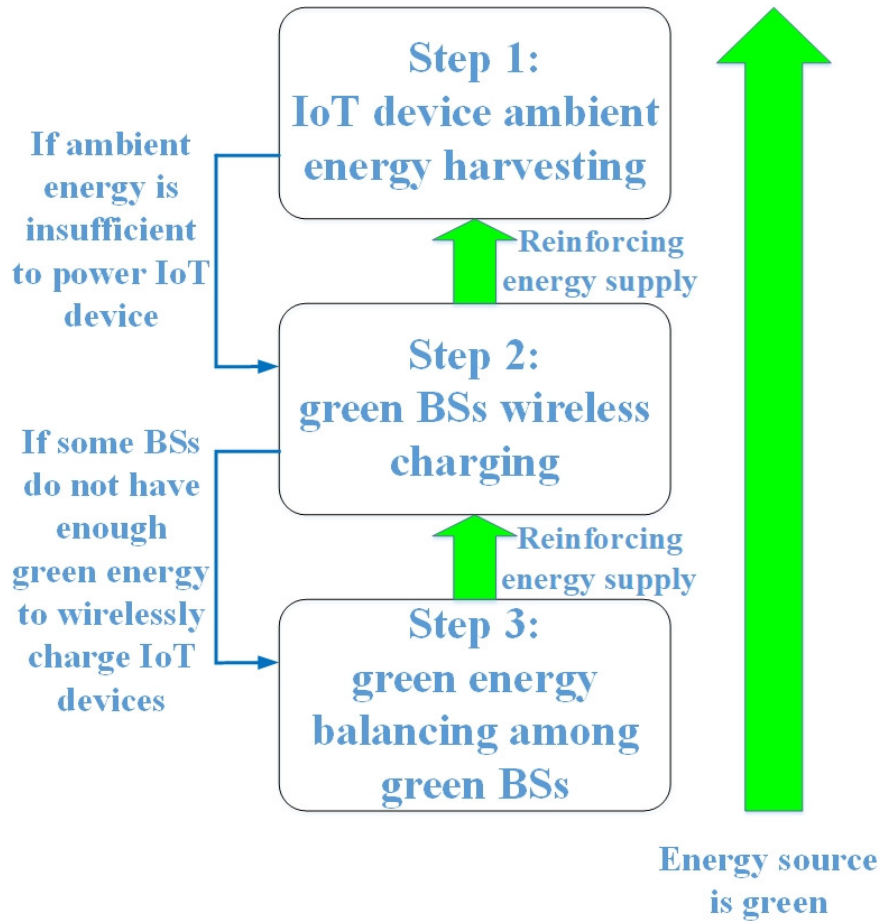 Step 1:
IoT device ambient
energy harvesting
If ambient
energy is
insufficient
to power IoT
device
Reinforcing
energy supply
Step 2:
green BSs wireless
charging
If some BSs
do not have
enough
green energy
to wirelessly
charge IoT
devices
Reinforcing
energy supply
Step 3:
green energy
balancing among
green BSs
Energy source
is green